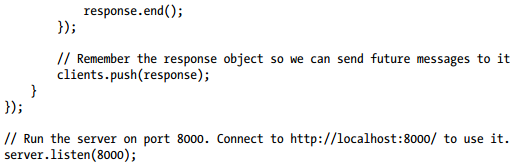 response.end();
});
// Remember the response object so we can send future messages to it
clients.push(response);
}
});
// Run the server on port 8000. Connect to http://localhost:8000/ to use it.
server.listen(8000);